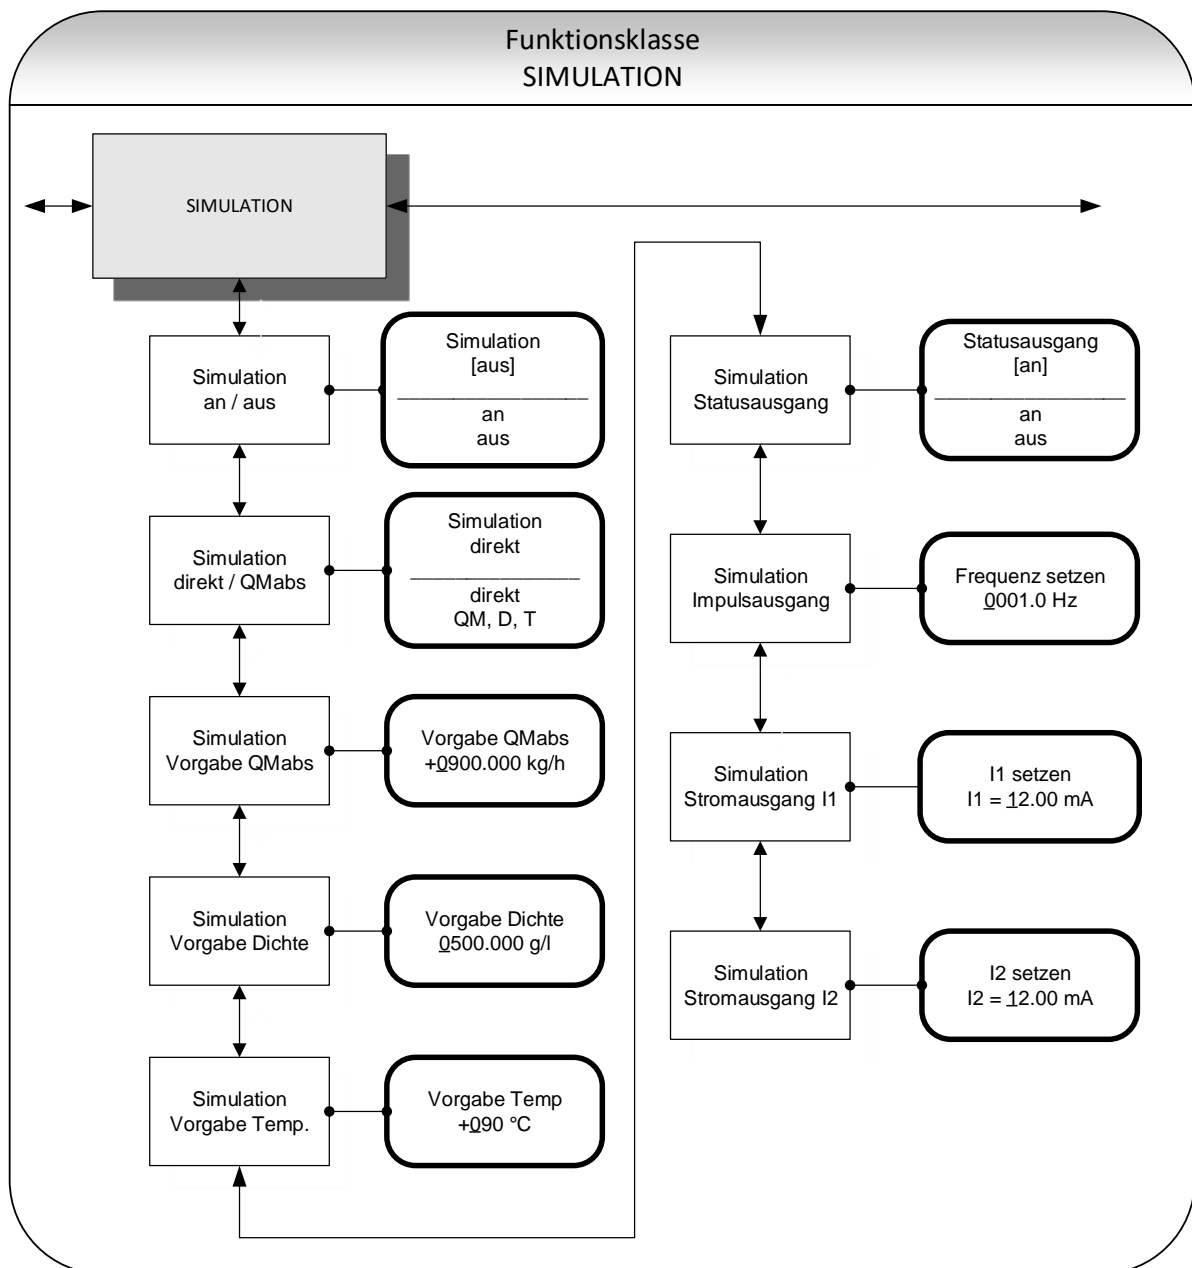 Funktionsklasse
SIMULATION
SIMULATION
Simulation
an / aus
Simulation
[aus]
an
aus
Simulation
direkt / QMabs
Simulation
direkt
direkt
QM, D, T
Simulation
Vorgabe QMabs
Vorgabe QMabs
+0900.000 kg/h
Simulation
Vorgabe Dichte
Vorgabe Dichte
0500.000 g/l
Simulation
Vorgabe Temp.
Vorgabe Temp
+090 °C
Simulation
Statusausgang
Statusausgang
[an]
an
aus
Simulation
Impulsausgang
Frequenz setzen
0001.0 Hz
Simulation
Stromausgang I1
I1 setzen
I1 = 12.00 mA
Simulation
Stromausgang I2
I2 setzen
I2 = 12.00 mA